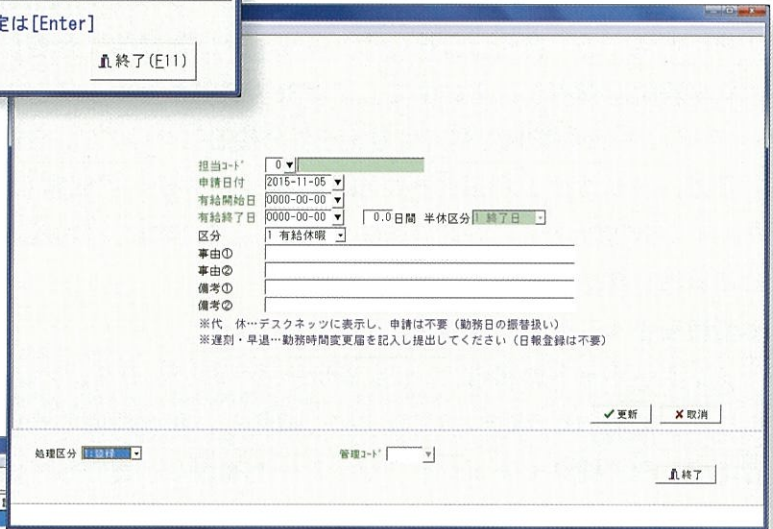 定は[Enter]
終了(F11)
担当ｺｰﾄﾞ 0
申請日付 2015-11-05
有給開始日 0000-00-00
有給終了日 0000-00-00 0.0日間 半休区分 1 終了日
区分 1 有給休暇
事由①
事由②
備考①
備考②
※代　休…デスクネッツに表示し、申請は不要（勤務日の振替扱い）
※遅刻・早退…勤務時間変更届を記入し提出してください（日報登録は不要）
✓更新 ✗取消
処理区分 1:登録 管理ｺｰﾄﾞ
終了